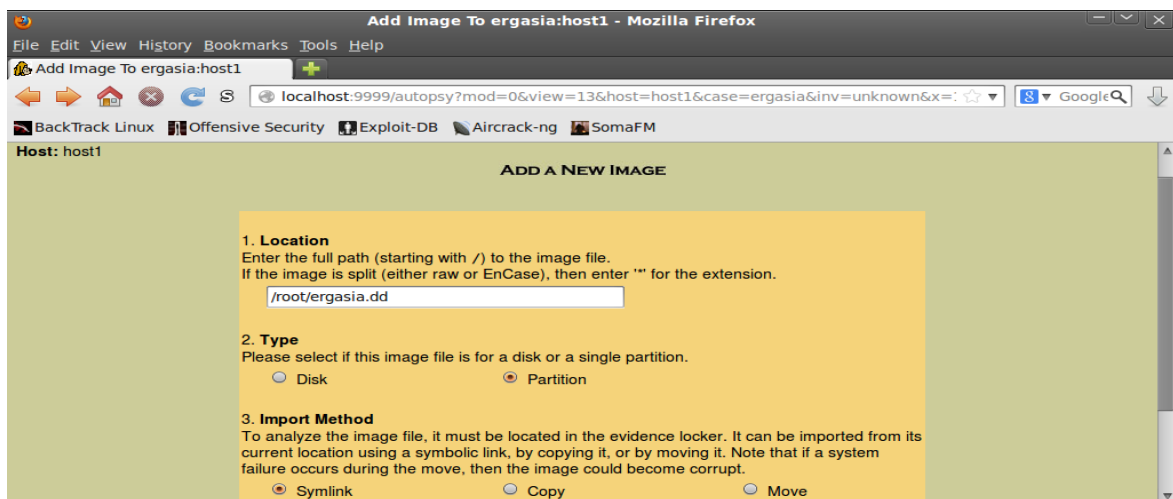 Add Image To ergasia:host1 - Mozilla Firefox
File Edit View History Bookmarks Tools Help
Add Image To ergasia:host1
S localhost:9999/autopsy?mod=0&view=13&host=host1&case=ergasia&inv=unknown&x= 8 Google
BackTrack Linux Offensive Security Exploit-DB Aircrack-ng SomaFM
Host: host1
ADD A NEW IMAGE
1. Location
Enter the full path (starting with /) to the image file.
If the image is split (either raw or EnCase), then enter '*' for the extension.
/root/ergasia.dd
2. Type
Please select if this image file is for a disk or a single partition.
Disk Partition
3. Import Method
To analyze the image file, it must be located in the evidence locker. It can be imported from its
current location using a symbolic link, by copying it, or by moving it. Note that if a system
failure occurs during the move, then the image could become corrupt.
Symlink Copy Move